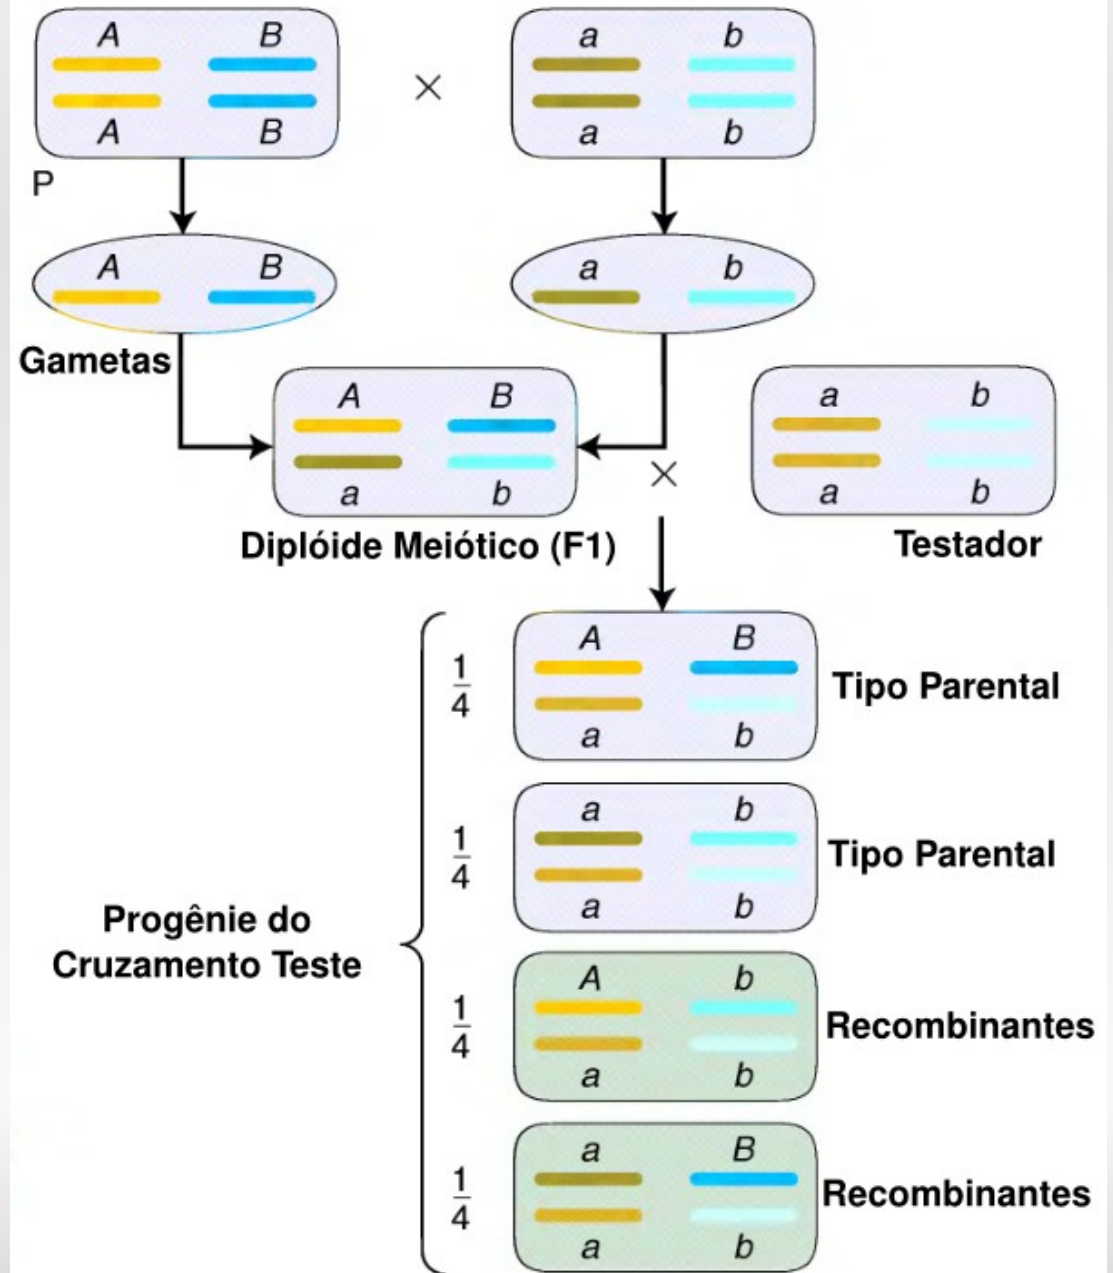 A B
A B
×
a b
a b
P
A B
a b
Gametas
A B
a b
Diplóide Meiótico (F1)
×
a b
a b
Testador
Progênie do
Cruzamento Teste
1/4
A B
a b
Tipo Parental
1/4
a b
a b
Tipo Parental
1/4
A b
a b
Recombinantes
1/4
a B
a b
Recombinantes